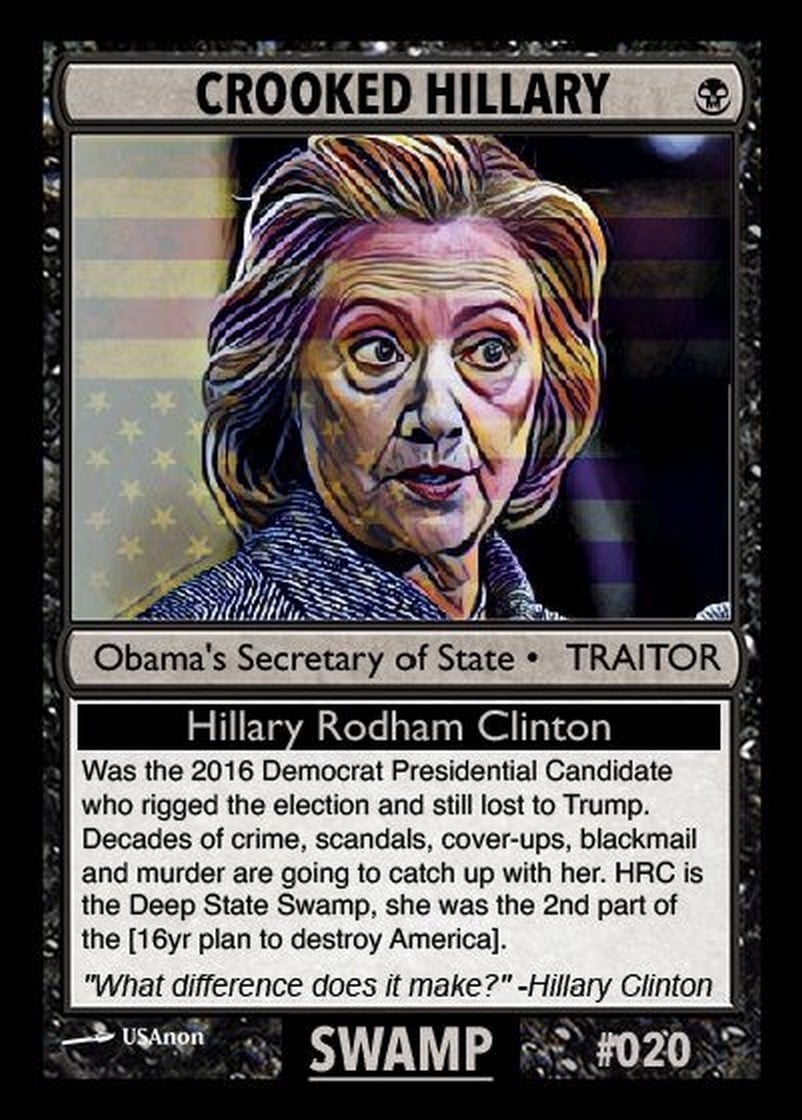 CROOKED HILLARY
Obama's Secretary of State • TRAITOR
Hillary Rodham Clinton
Was the 2016 Democrat Presidential Candidate
who rigged the election and still lost to Trump.
Decades of crime, scandals, cover-ups, blackmail
and murder are going to catch up with her. HRC is
the Deep State Swamp, she was the 2nd part of
the [16yr plan to destroy America].
"What difference does it make?" -Hillary Clinton
USAnon
SWAMP
#020